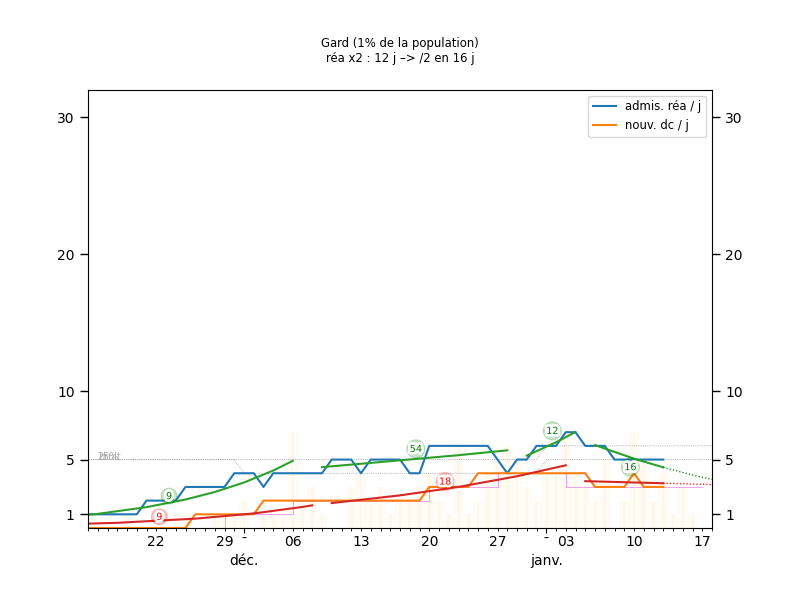 Gard (1% de la population)
réa x2 : 12 j –> /2 en 16 j
admis. réa / j
nouv. dc / j
30 30
20 20
10 10
5 5
1 1
9
9
54
18
12
16
22 29 - 06 13 20 27 - 03 10 17
déc. janv.